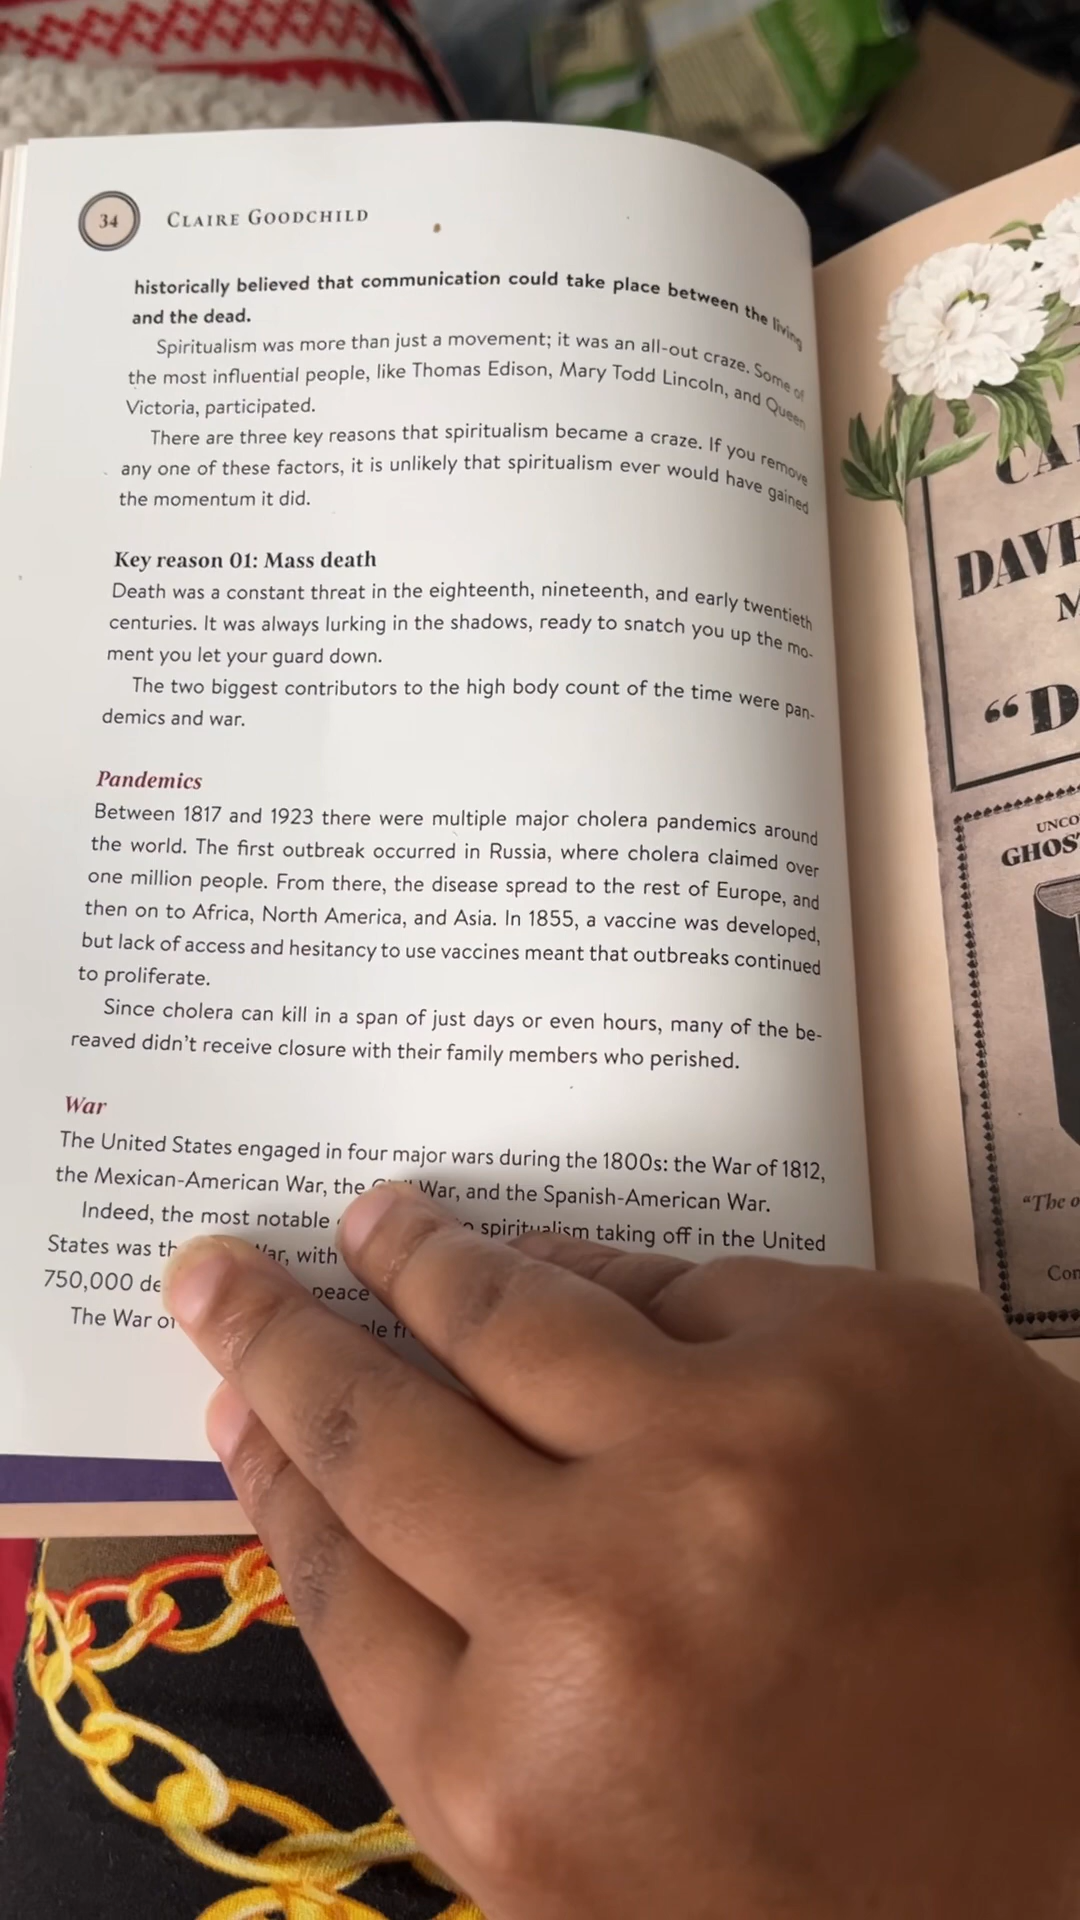 34
CLAIRE GOODCHILD
historically believed that communication could take place between the living
and the dead.
Spiritualism was more than just a movement; it was an all-out craze. Some of
the most influential people, like Thomas Edison, Mary Todd Lincoln, and Queen
Victoria, participated.
There are three key reasons that spiritualism became a craze. If you remove
any one of these factors, it is unlikely that spiritualism ever would have gained
the momentum it did.
Key reason 01: Mass death
Death was a constant threat in the eighteenth, nineteenth, and early twentieth
centuries. It was always lurking in the shadows, ready to snatch you up the mo-
ment you let your guard down.
The two biggest contributors to the high body count of the time were pan-
demics and war.
Pandemics
Between 1817 and 1923 there were multiple major cholera pandemics around
the world. The first outbreak occurred in Russia, where cholera claimed over
one million people. From there, the disease spread to the rest of Europe, and
then on to Africa, North America, and Asia. In 1855, a vaccine was developed,
but lack of access and hesitancy to use vaccines meant that outbreaks continued
to proliferate.
Since cholera can kill in a span of just days or even hours, many of the be-
reaved didn't receive closure with their family members who perished.
War
The United States engaged in four major wars during the 1800s: the War of 1812,
the Mexican-American War, the Civil War, and the Spanish-American War.
Indeed, the most notable spiritualism taking off in the United
States was War, with
750,000 peace
The War of
"D
UNCO
GHOS
"The o